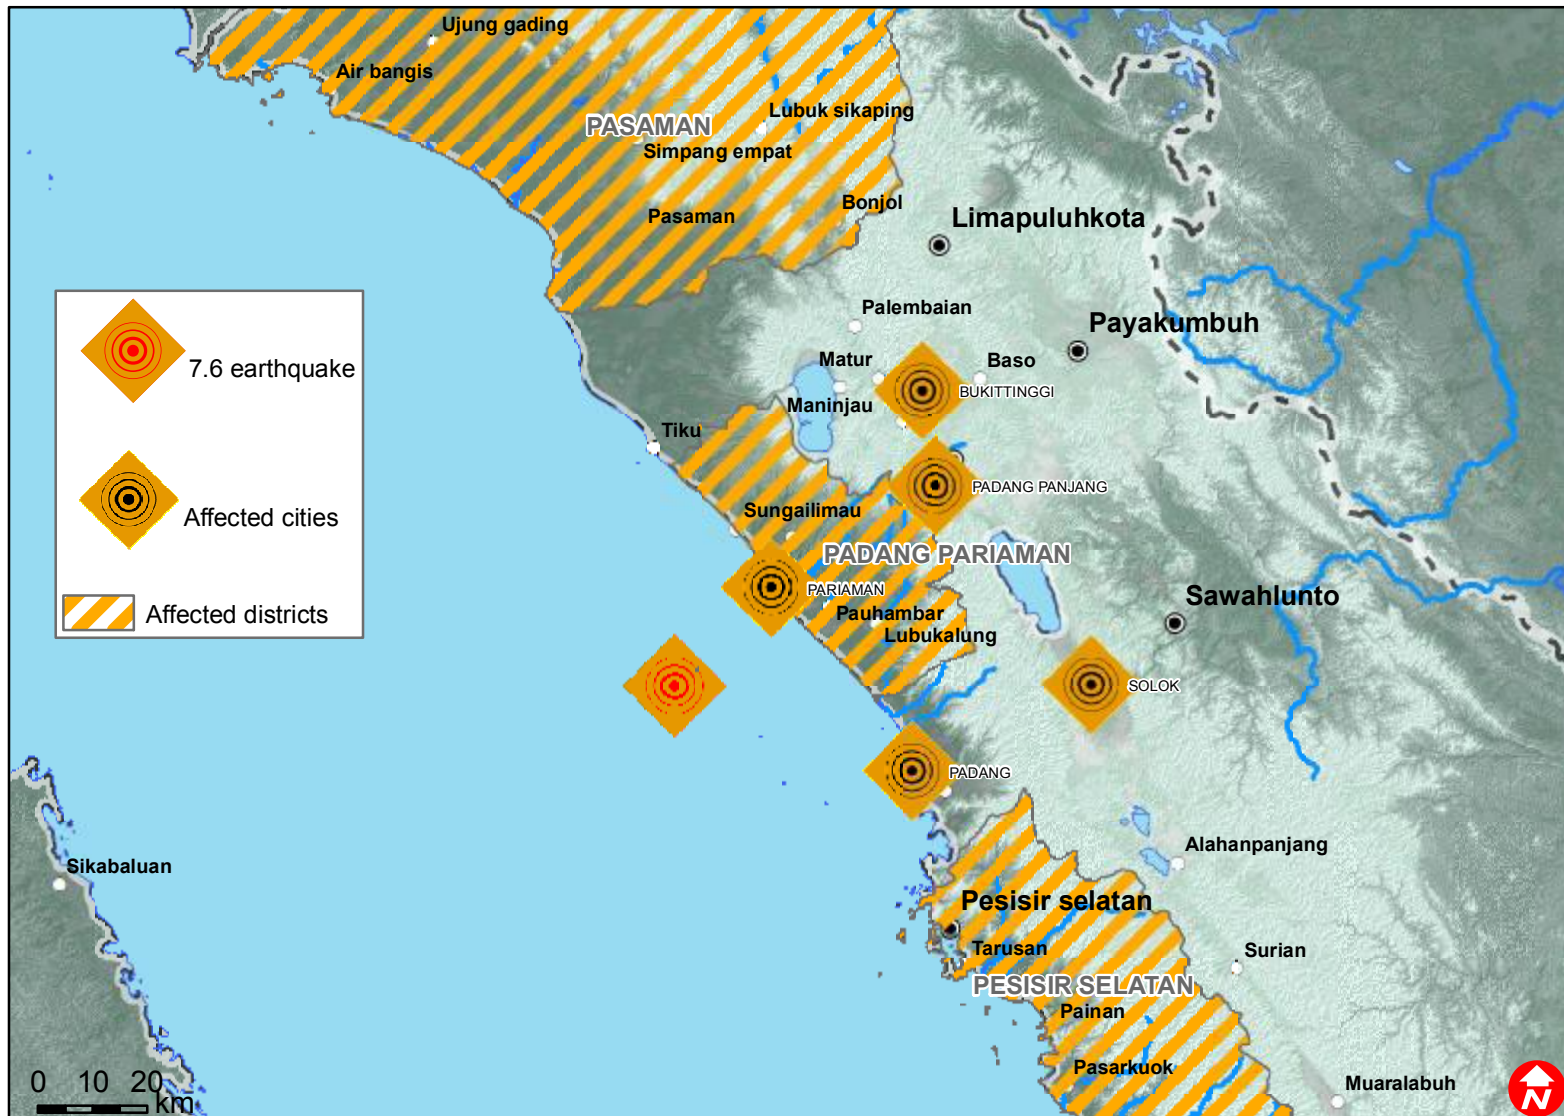 Ujung gading
Air bangis
Lubuk sikaping
PASAMAN
Simpang empat
Bonjol
Pasaman
Limapuluhkota
Palembaian
Payakumbuh
Matur
Baso
BUKITTINGGI
Maninjau
Tiku
PADANG PANJANG
Sungailimau
PADANG PARIAMAN
PARIAMAN
Pauhambar
Sawahlunto
Lubukalung
SOLOK
PADANG
7.6 earthquake
Affected cities
Affected districts
Alahanpanjang
Sikabaluan
Pesisir selatan
Tarusan
Surian
PESISIR SELATAN
Painan
Pasarkuok
Muaralabuh
0 10 20
km
N